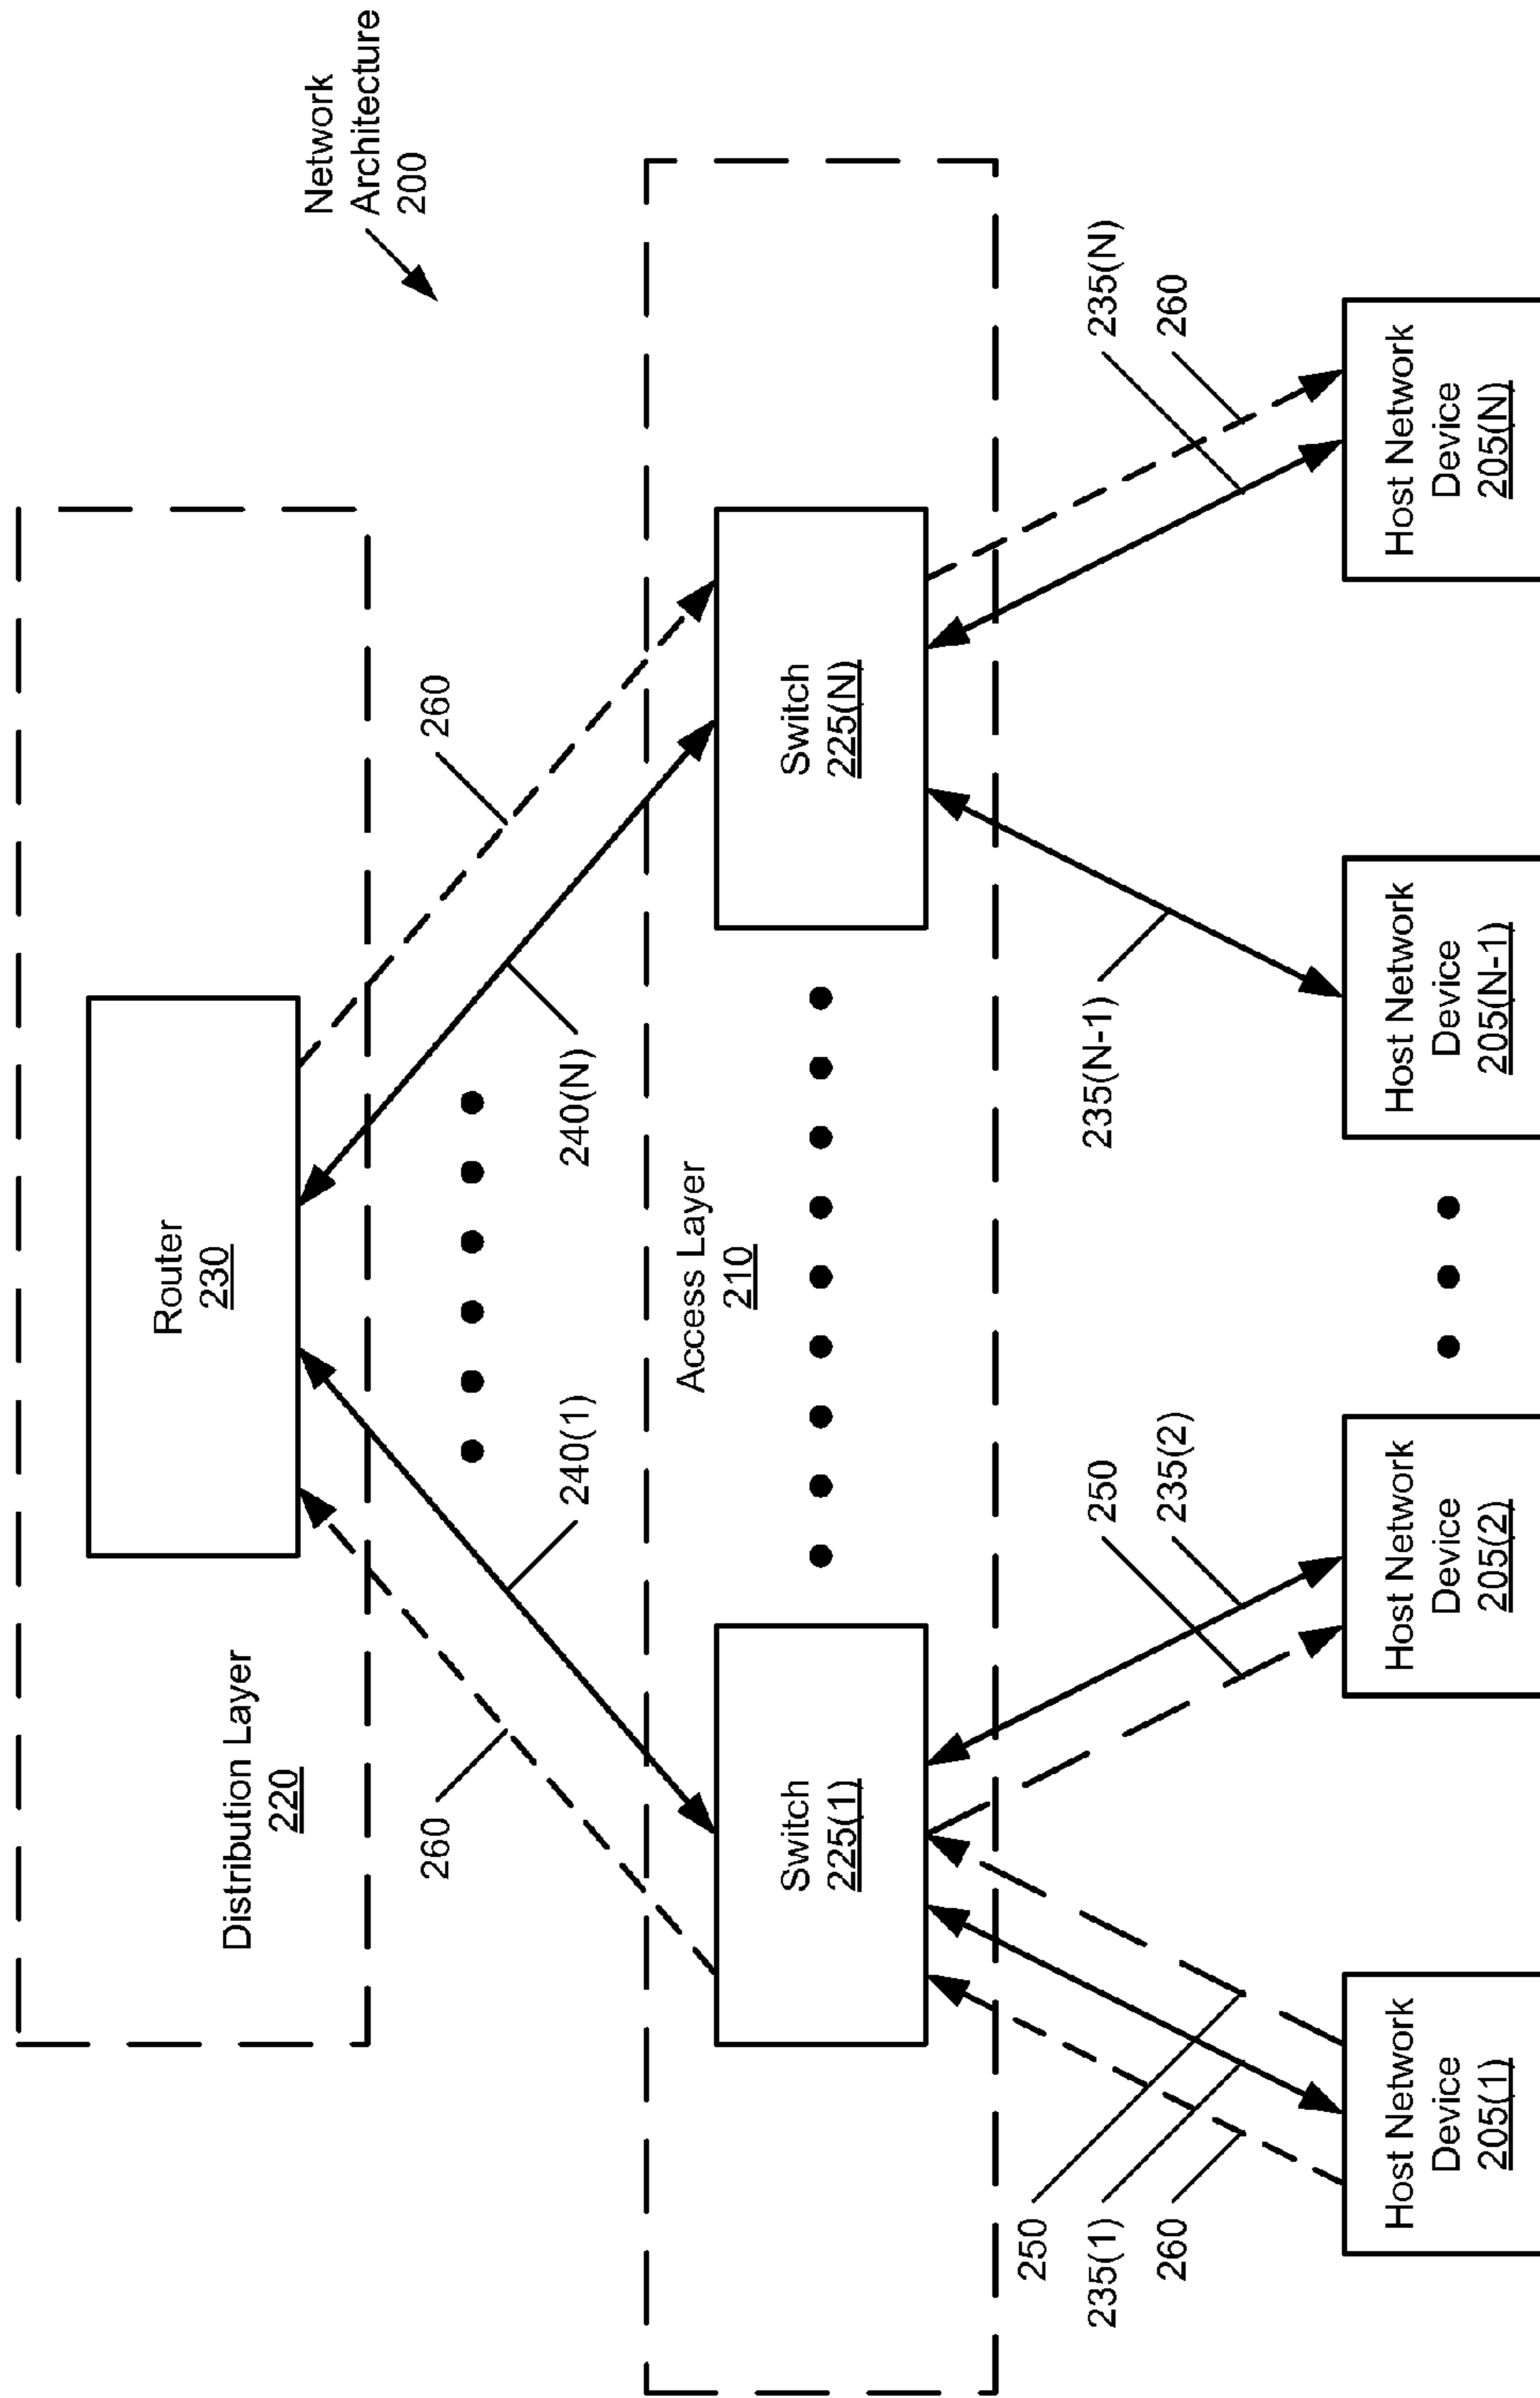 Network
Architecture
200
Router
230
Distribution Layer
220
260
240(1)
240(N)
260
Access Layer
210
Switch
225(1)
Switch
225(N)
250
235(1)
260
250
235(2)
235(N-1)
235(N)
260
Host Network
Device
205(1)
Host Network
Device
205(2)
Host Network
Device
205(N-1)
Host Network
Device
205(N)